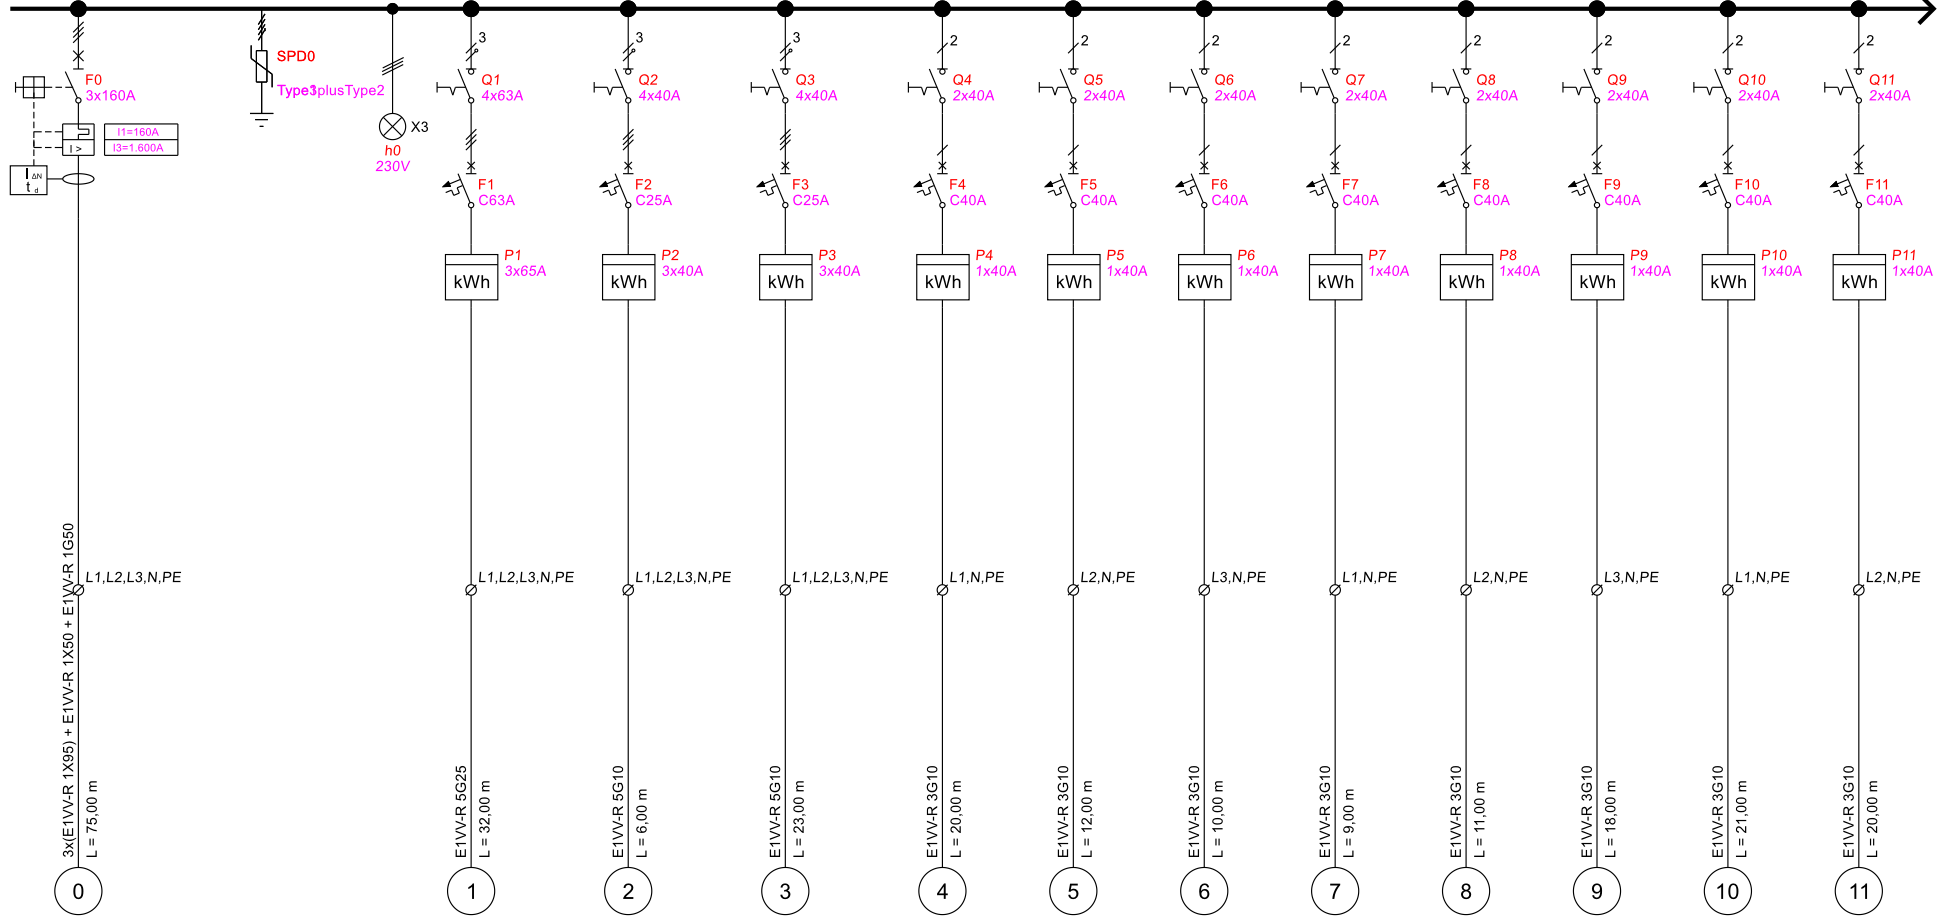 3
3
3
2
2
2
2
2
2
2
2
F0
3x160A
SPD0
Type3plusType2
Q1
4x63A
Q2
4x40A
Q3
4x40A
Q4
2x40A
Q5
2x40A
Q6
2x40A
Q7
2x40A
Q8
2x40A
Q9
2x40A
Q10
2x40A
Q11
2x40A
I1=160A
I >
I3=1.600A
X3
h0
230V
I ΔN
t d
F1
C63A
F2
C25A
F3
C25A
F4
C40A
F5
C40A
F6
C40A
F7
C40A
F8
C40A
F9
C40A
F10
C40A
F11
C40A
P1
3x65A
kWh
P2
3x40A
kWh
P3
3x40A
kWh
P4
1x40A
kWh
P5
1x40A
kWh
P6
1x40A
kWh
P7
1x40A
kWh
P8
1x40A
kWh
P9
1x40A
kWh
P10
1x40A
kWh
P11
1x40A
kWh
L1,L2,L3,N,PE
L1,L2,L3,N,PE
L1,L2,L3,N,PE
L1,L2,L3,N,PE
L1,N,PE
L2,N,PE
L3,N,PE
L1,N,PE
L2,N,PE
L3,N,PE
L1,N,PE
L2,N,PE
3x(E1VV-R 1X95) + E1VV-R 1X50 + E1VV-R 1G50
L = 75,00 m
E1VV-R 5G25
L = 32,00 m
E1VV-R 5G10
L = 6,00 m
E1VV-R 5G10
L = 23,00 m
E1VV-R 3G10
L = 20,00 m
E1VV-R 3G10
L = 12,00 m
E1VV-R 3G10
L = 10,00 m
E1VV-R 3G10
L = 9,00 m
E1VV-R 3G10
L = 11,00 m
E1VV-R 3G10
L = 18,00 m
E1VV-R 3G10
L = 21,00 m
E1VV-R 3G10
L = 20,00 m
0
1
2
3
4
5
6
7
8
9
10
11